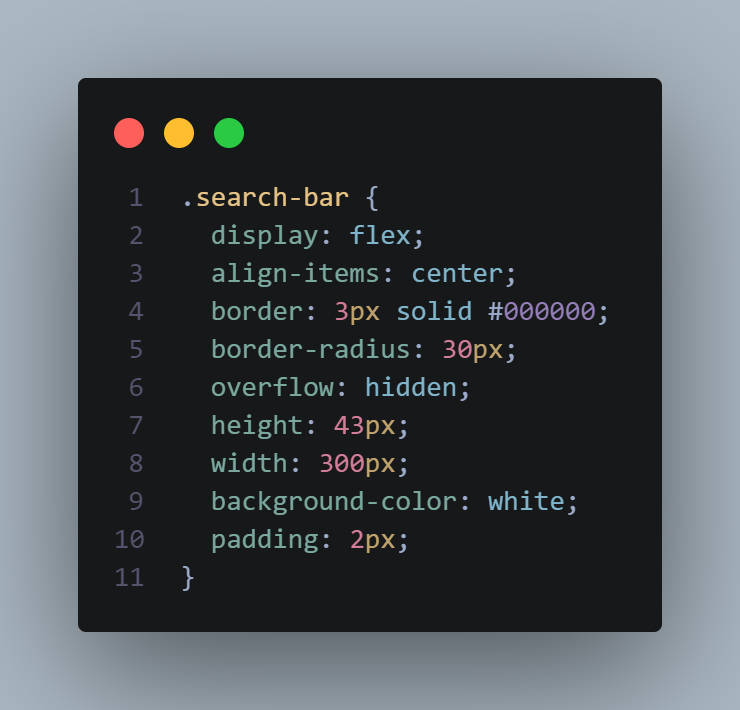 1 .search-bar {
2   display: flex;
3   align-items: center;
4   border: 3px solid #000000;
5   border-radius: 30px;
6   overflow: hidden;
7   height: 43px;
8   width: 300px;
9   background-color: white;
10   padding: 2px;
11 }